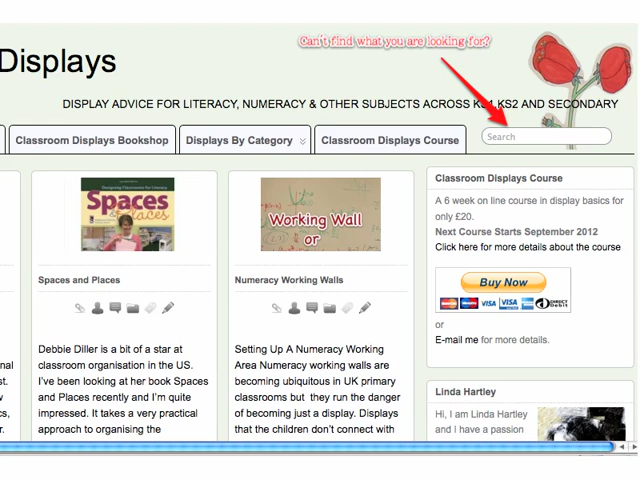 Can't find what you are looking for?
Displays
DISPLAY ADVICE FOR LITERACY, NUMERACY & OTHER SUBJECTS ACROSS KS1,KS2 AND SECONDARY
Classroom Displays Bookshop
Displays By Category
Classroom Displays Course
Search
Spaces
& Places
Spaces and Places
Debbie Diller is a bit of a star at
classroom organisation in the US.
I've been looking at her book Spaces
and Places recently and I'm quite
impressed. It takes a very practical
approach to organising the
Working Wall
or
Numeracy Working Walls
Setting Up A Numeracy Working
Area Numeracy working walls are
becoming ubiquitous in UK primary
classrooms but they run the danger
of becoming just a display. Displays
that the children don't connect with
Classroom Displays Course
A 6 week on line course in display basics for
only £20.
Next Course Starts September 2012
Click here for more details about the course
Buy Now
VISA
VISA
DIRECT
Debit
or
E-mail me for more details.
Linda Hartley
Hi, I am Linda Hartley
and I have a passion